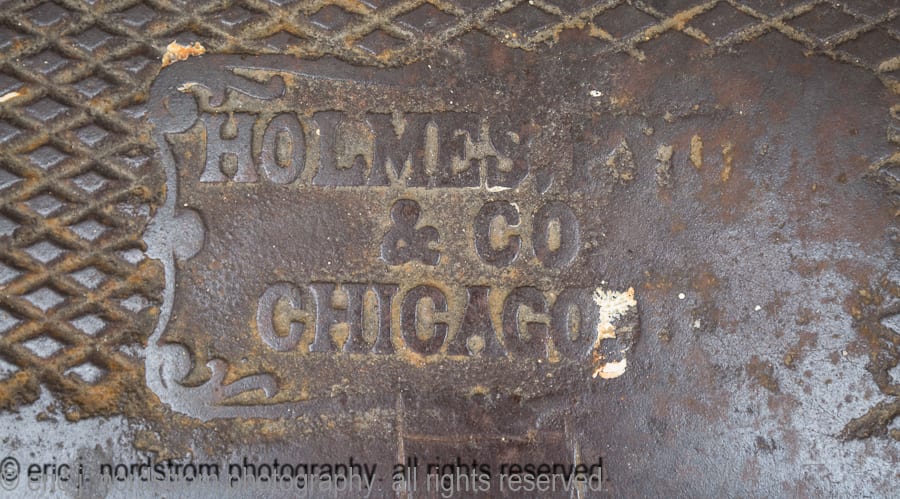 HOLMES,
& CO
CHICAGO
© eric j. nordstrom photography. all rights reserved.